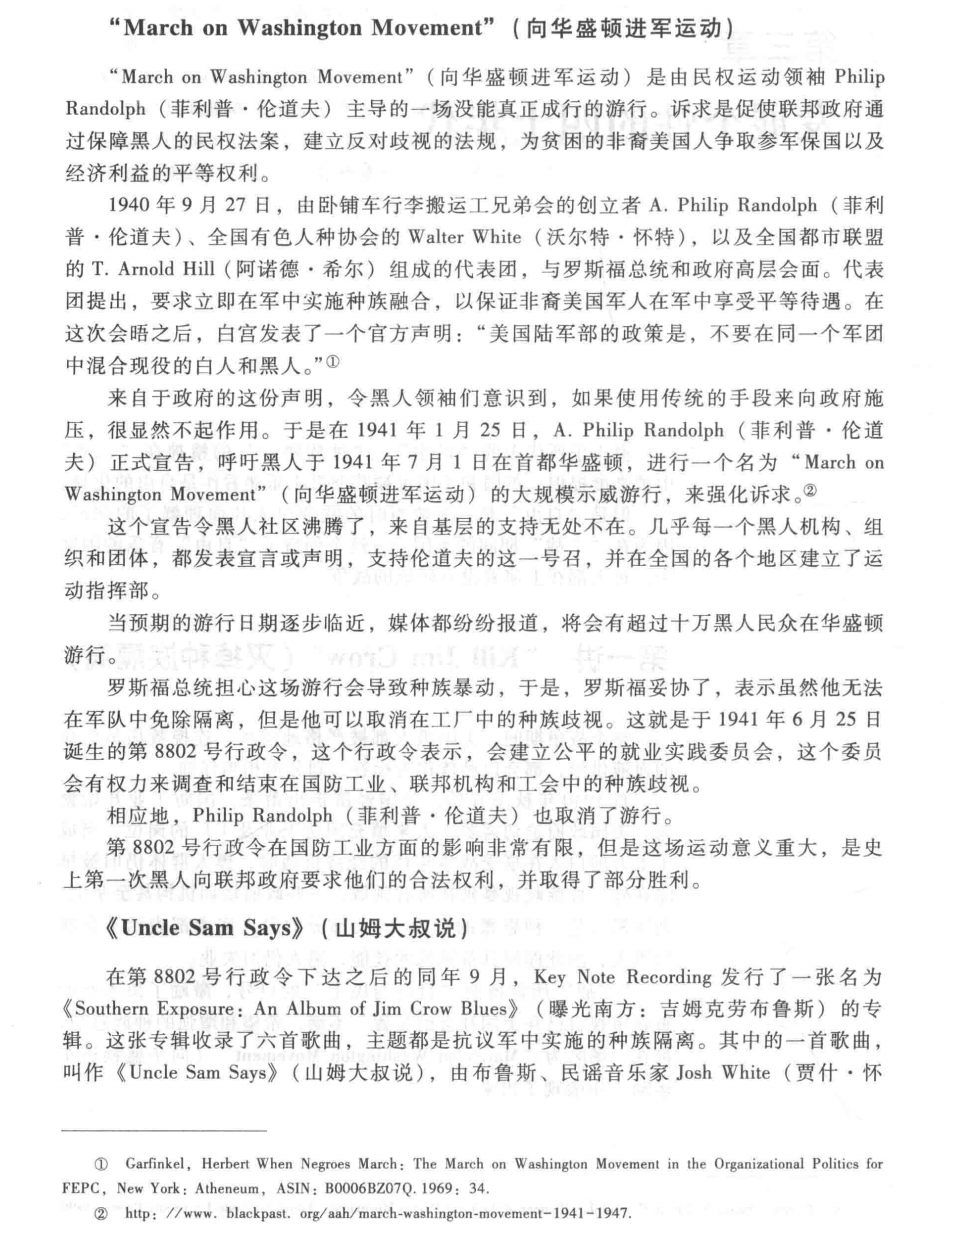 “March on Washington Movement”（向华盛顿进军运动）
“March on Washington Movement”（向华盛顿进军运动）是由民权运动领袖 Philip
Randolph（菲利普·伦道夫）主导的一场没能真正成行的游行。诉求是促使联邦政府通
过保障黑人的民权法案，建立反对歧视的法规，为贫困的非裔美国人争取参军保国以及
经济利益的平等权利。
1940 年 9 月 27 日，由卧铺车行李搬运工兄弟会的创立者 A. Philip Randolph（菲利
普·伦道夫）、全国有色人种协会的 Walter White（沃尔特·怀特），以及全国都市联盟
的 T. Arnold Hill（阿诺德·希尔）组成的代表团，与罗斯福总统和政府高层会面。代表
团提出，要求立即在军中实施种族融合，以保证非裔美国军人在军中享受平等待遇。在
这次会晤之后，白宫发表了一个官方声明：“美国陆军部的政策是，不要在同一个军团
中混合现役的白人和黑人。”①
来自于政府的这份声明，令黑人领袖们意识到，如果使用传统的手段来向政府施
压，很显然不起作用。于是在 1941 年 1 月 25 日，A. Philip Randolph（菲利普·伦道
夫）正式宣告，呼吁黑人于 1941 年 7 月 1 日在首都华盛顿，进行一个名为“March on
Washington Movement”（向华盛顿进军运动）的大规模示威游行，来强化诉求。②
这个宣告令黑人社区沸腾了，来自基层的支持无处不在。几乎每一个黑人机构、组
织和团体，都发表宣言或声明，支持伦道夫的这一号召，并在全国的各个地区建立了运
动指挥部。
当预期的游行日期逐步临近，媒体都纷纷报道，将会有超过十万黑人民众在华盛顿
游行。
罗斯福总统担心这场游行会导致种族暴动，于是，罗斯福妥协了，表示虽然他无法
在军队中免除隔离，但是他可以取消在工厂中的种族歧视。这就是于 1941 年 6 月 25 日
诞生的第 8802 号行政令，这个行政令表示，会建立公平的就业实践委员会，这个委员
会有权力来调查和结束在国防工业、联邦机构和工会中的种族歧视。
相应地，Philip Randolph（菲利普·伦道夫）也取消了游行。
第 8802 号行政令在国防工业方面的影响非常有限，但是这场运动意义重大，是史
上第一次黑人向联邦政府要求他们的合法权利，并取得了部分胜利。
《Uncle Sam Says》（山姆大叔说）
在第 8802 号行政令下达之后的同年 9 月，Key Note Recording 发行了一张名为
《Southern Exposure：An Album of Jim Crow Blues》（曝光南方：吉姆克劳布鲁斯）的专
辑。这张专辑收录了六首歌曲，主题都是抗议军中实施的种族隔离。其中的一首歌曲，
叫作《Uncle Sam Says》（山姆大叔说），由布鲁斯、民谣音乐家 Josh White（贾什·怀
① Garfinkel，Herbert When Negroes March：The March on Washington Movement in the Organizational Politics for
FEPC，New York：Atheneum，ASIN：B0006BZ07Q. 1969：34.
② http：//www. blackpast. org/aah/march-washington-movement-1941-1947.